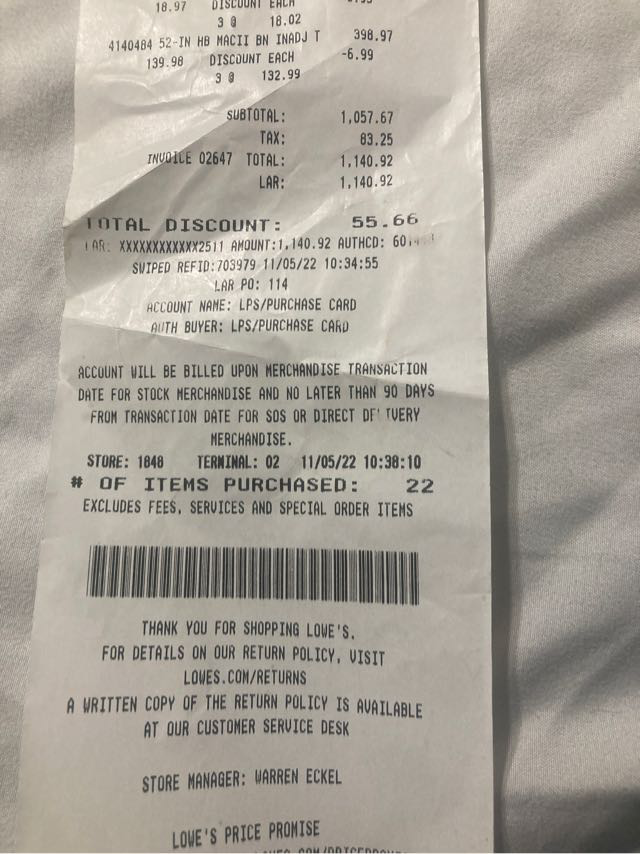 18.97 DISCOUNT EACH
3 @ 18.02
4140484 52-IN HB MACII BN INADJ T 398.97
139.98 DISCOUNT EACH -6.99
3 @ 132.99
SUBTOTAL: 1,057.67
TAX: 83.25
INVOICE 02647 TOTAL: 1,140.92
LAR: 1,140.92
TOTAL DISCOUNT: 55.66
LAR: XXXXXXXXXXXX2511 AMOUNT:1,140.92 AUTHCD:
SWIPED REFID:703979 11/05/22 10:34:55
LAR PO: 114
ACCOUNT NAME: LPS/PURCHASE CARD
AUTH BUYER: LPS/PURCHASE CARD
ACCOUNT WILL BE BILLED UPON MERCHANDISE TRANSACTION
DATE FOR STOCK MERCHANDISE AND NO LATER THAN 90 DAYS
FROM TRANSACTION DATE FOR SOS OR DIRECT DELIVERY
MERCHANDISE.
STORE: 1848 TERMINAL: 02 11/05/22 10:38:10
# OF ITEMS PURCHASED: 22
EXCLUDES FEES, SERVICES AND SPECIAL ORDER ITEMS
THANK YOU FOR SHOPPING LOWE'S.
FOR DETAILS ON OUR RETURN POLICY, VISIT
LOWES.COM/RETURNS
A WRITTEN COPY OF THE RETURN POLICY IS AVAILABLE
AT OUR CUSTOMER SERVICE DESK
STORE MANAGER: WARREN ECKEL
LOWE'S PRICE PROMISE